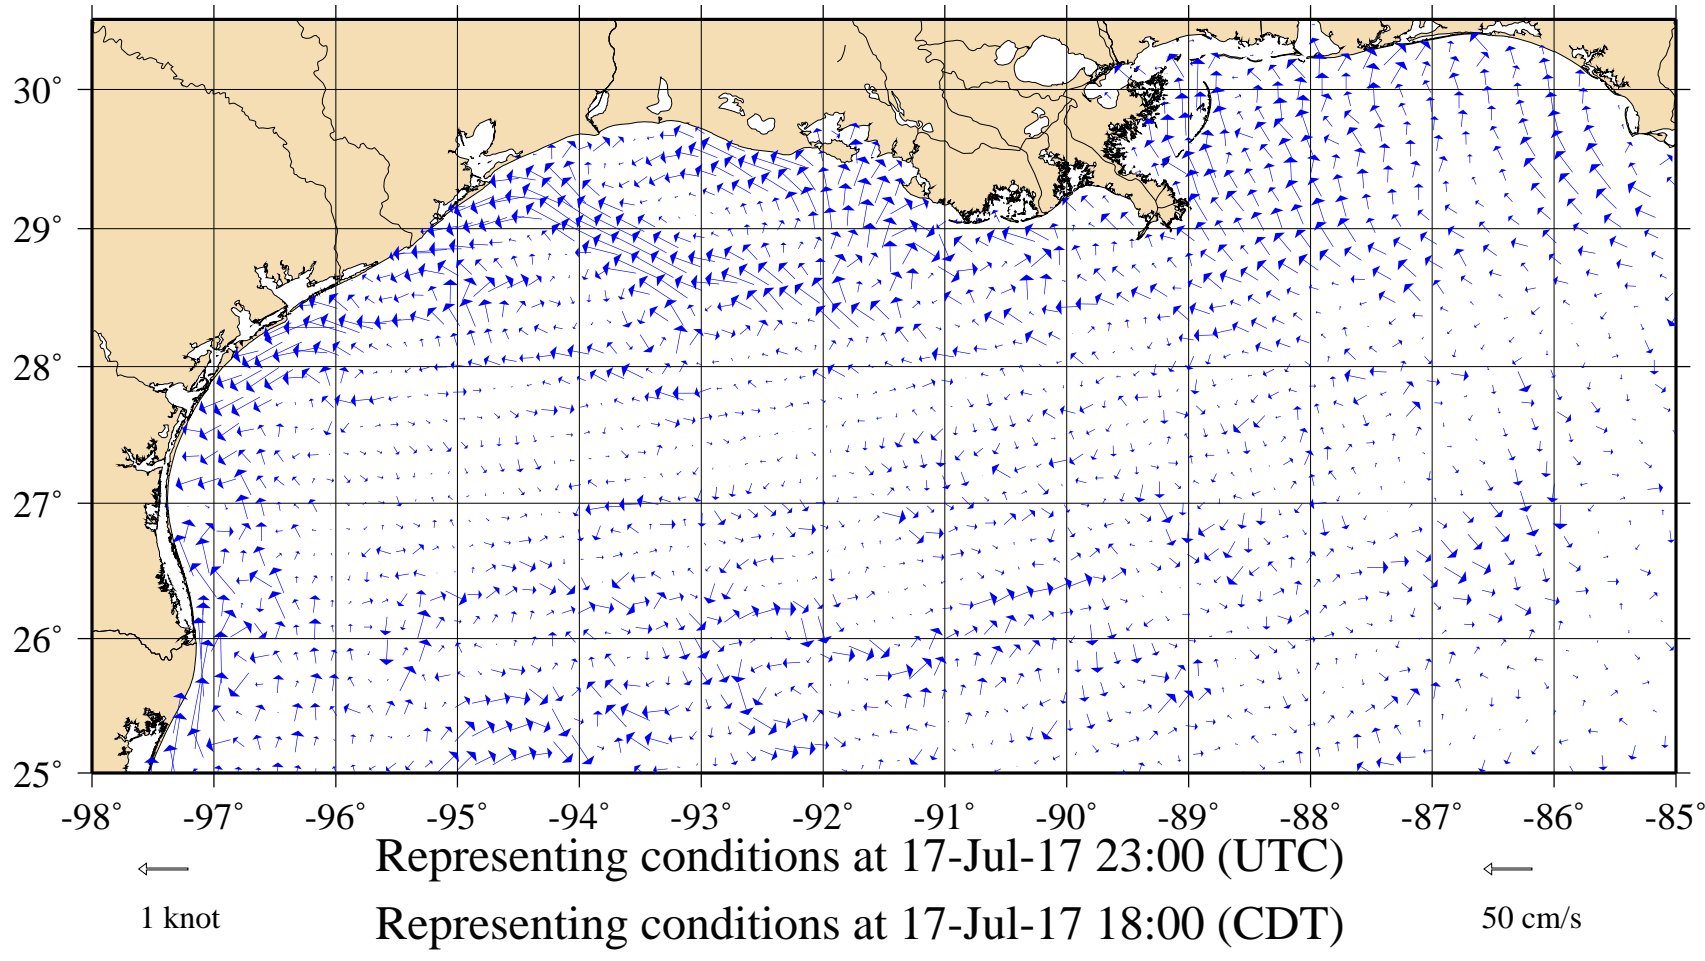 30°
29°
28°
27°
26°
25°
-98° -97° -96° -95° -94° -93° -92° -91° -90° -89° -88° -87° -86° -85°
Representing conditions at 17-Jul-17 23:00 (UTC)
1 knot
Representing conditions at 17-Jul-17 18:00 (CDT)
50 cm/s